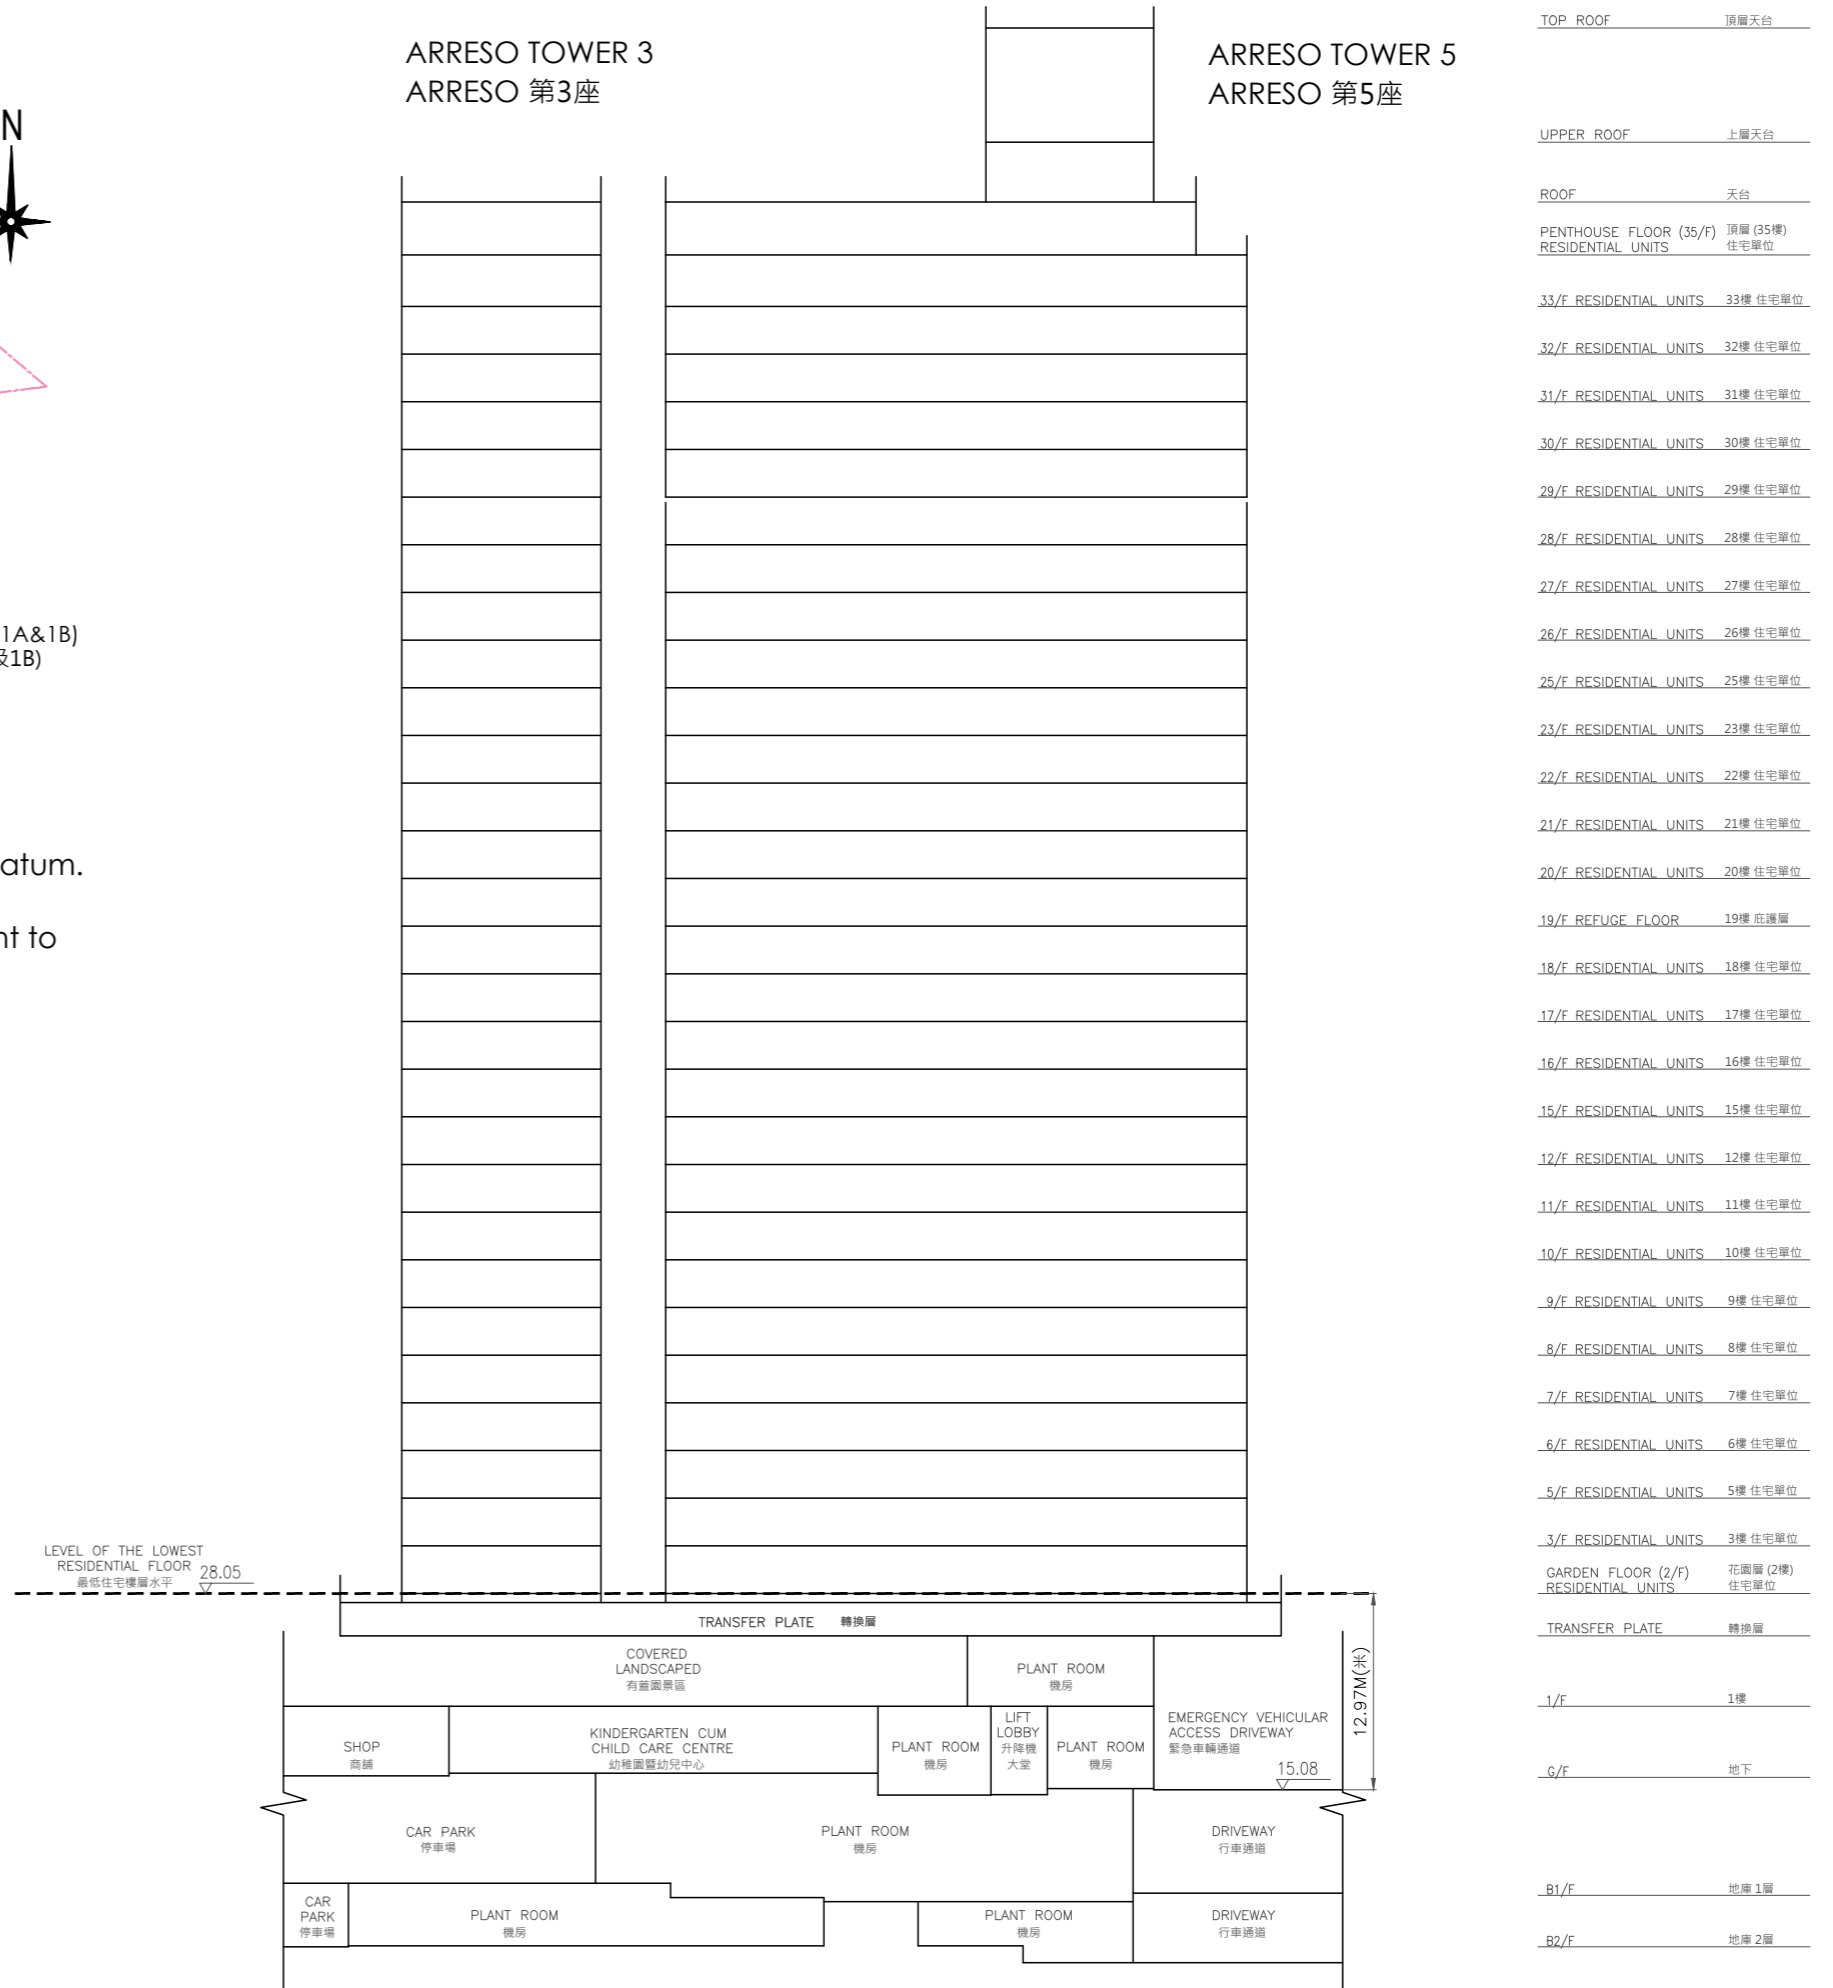 ARRESO TOWER 3
ARRESO 第3座
ARRESO TOWER 5
ARRESO 第5座
N
1A&1B)
及1B)
atum.
nt to
TOP ROOF 頂層天台
UPPER ROOF 上層天台
ROOF 天台
PENTHOUSE FLOOR (35/F) 頂層 (35樓)
RESIDENTIAL UNITS 住宅單位
33/F RESIDENTIAL UNITS 33樓 住宅單位
32/F RESIDENTIAL UNITS 32樓 住宅單位
31/F RESIDENTIAL UNITS 31樓 住宅單位
30/F RESIDENTIAL UNITS 30樓 住宅單位
29/F RESIDENTIAL UNITS 29樓 住宅單位
28/F RESIDENTIAL UNITS 28樓 住宅單位
27/F RESIDENTIAL UNITS 27樓 住宅單位
26/F RESIDENTIAL UNITS 26樓 住宅單位
25/F RESIDENTIAL UNITS 25樓 住宅單位
23/F RESIDENTIAL UNITS 23樓 住宅單位
22/F RESIDENTIAL UNITS 22樓 住宅單位
21/F RESIDENTIAL UNITS 21樓 住宅單位
20/F RESIDENTIAL UNITS 20樓 住宅單位
19/F REFUGE FLOOR 19樓 庇護層
18/F RESIDENTIAL UNITS 18樓 住宅單位
17/F RESIDENTIAL UNITS 17樓 住宅單位
16/F RESIDENTIAL UNITS 16樓 住宅單位
15/F RESIDENTIAL UNITS 15樓 住宅單位
12/F RESIDENTIAL UNITS 12樓 住宅單位
11/F RESIDENTIAL UNITS 11樓 住宅單位
10/F RESIDENTIAL UNITS 10樓 住宅單位
9/F RESIDENTIAL UNITS 9樓 住宅單位
8/F RESIDENTIAL UNITS 8樓 住宅單位
7/F RESIDENTIAL UNITS 7樓 住宅單位
6/F RESIDENTIAL UNITS 6樓 住宅單位
5/F RESIDENTIAL UNITS 5樓 住宅單位
3/F RESIDENTIAL UNITS 3樓 住宅單位
GARDEN FLOOR (2/F) 花園層 (2樓)
RESIDENTIAL UNITS 住宅單位
TRANSFER PLATE 轉換層
1/F 1樓
G/F 地下
B1/F 地庫 1層
B2/F 地庫 2層
LEVEL OF THE LOWEST
RESIDENTIAL FLOOR 28.05
最低住宅樓層水平
TRANSFER PLATE 轉換層
COVERED
LANDSCAPED
有蓋園景區
PLANT ROOM
機房
12.97M(米)
SHOP
商舖
KINDERGARTEN CUM
CHILD CARE CENTRE
幼稚園暨幼兒中心
PLANT ROOM
機房
LIFT
LOBBY
升降機
大堂
PLANT ROOM
機房
EMERGENCY VEHICULAR
ACCESS DRIVEWAY
緊急車輛通道
15.08
CAR PARK
停車場
PLANT ROOM
機房
DRIVEWAY
行車通道
CAR
PARK
停車場
PLANT ROOM
機房
PLANT ROOM
機房
DRIVEWAY
行車通道